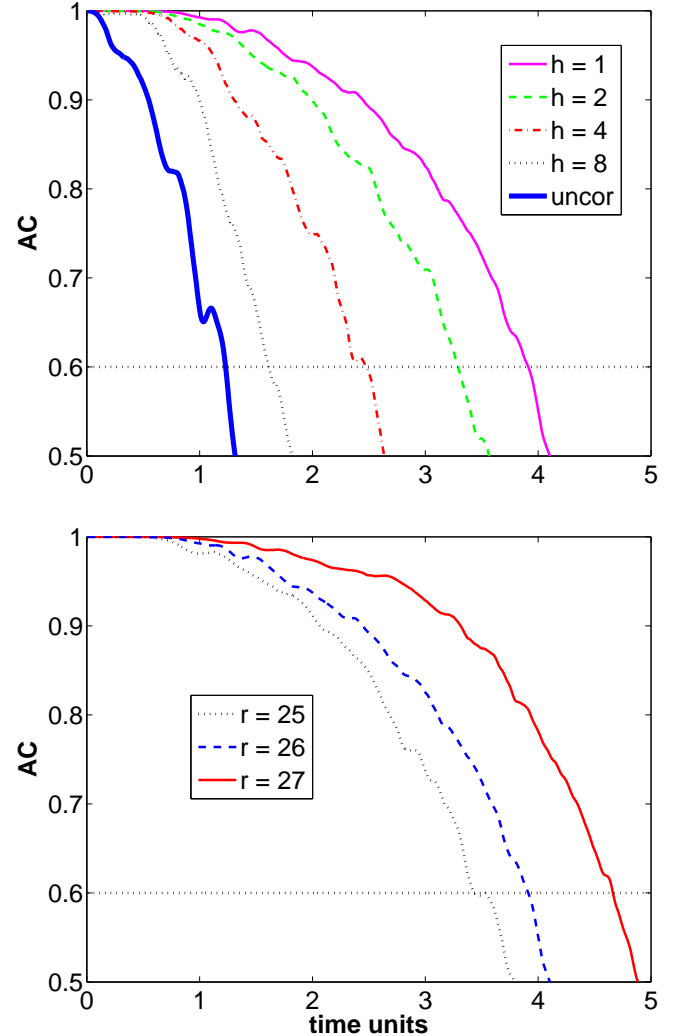 1
0.9
0.8
0.7
0.6
0.5
AC
h = 1
h = 2
h = 4
h = 8
uncor
0 1 2 3 4 5
1
0.9
0.8
0.7
0.6
0.5
AC
r = 25
r = 26
r = 27
0 1 2 3 4 5
time units